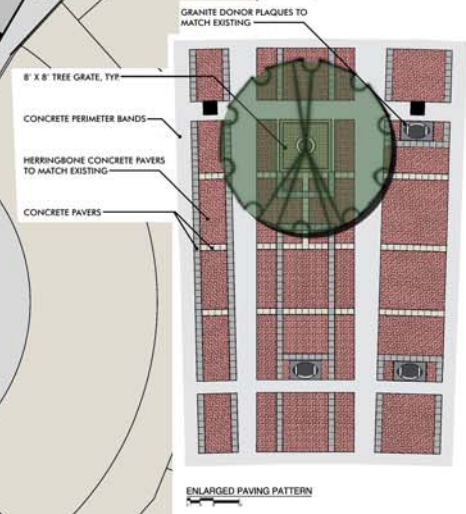 GRANITE DONOR PLAQUES TO
MATCH EXISTING
8' X 8' TREE GRATE, TYP.
CONCRETE PERIMETER BANDS
HERRINGBONE CONCRETE PAVERS
TO MATCH EXISTING
CONCRETE PAVERS
ENLARGED PAVING PATTERN